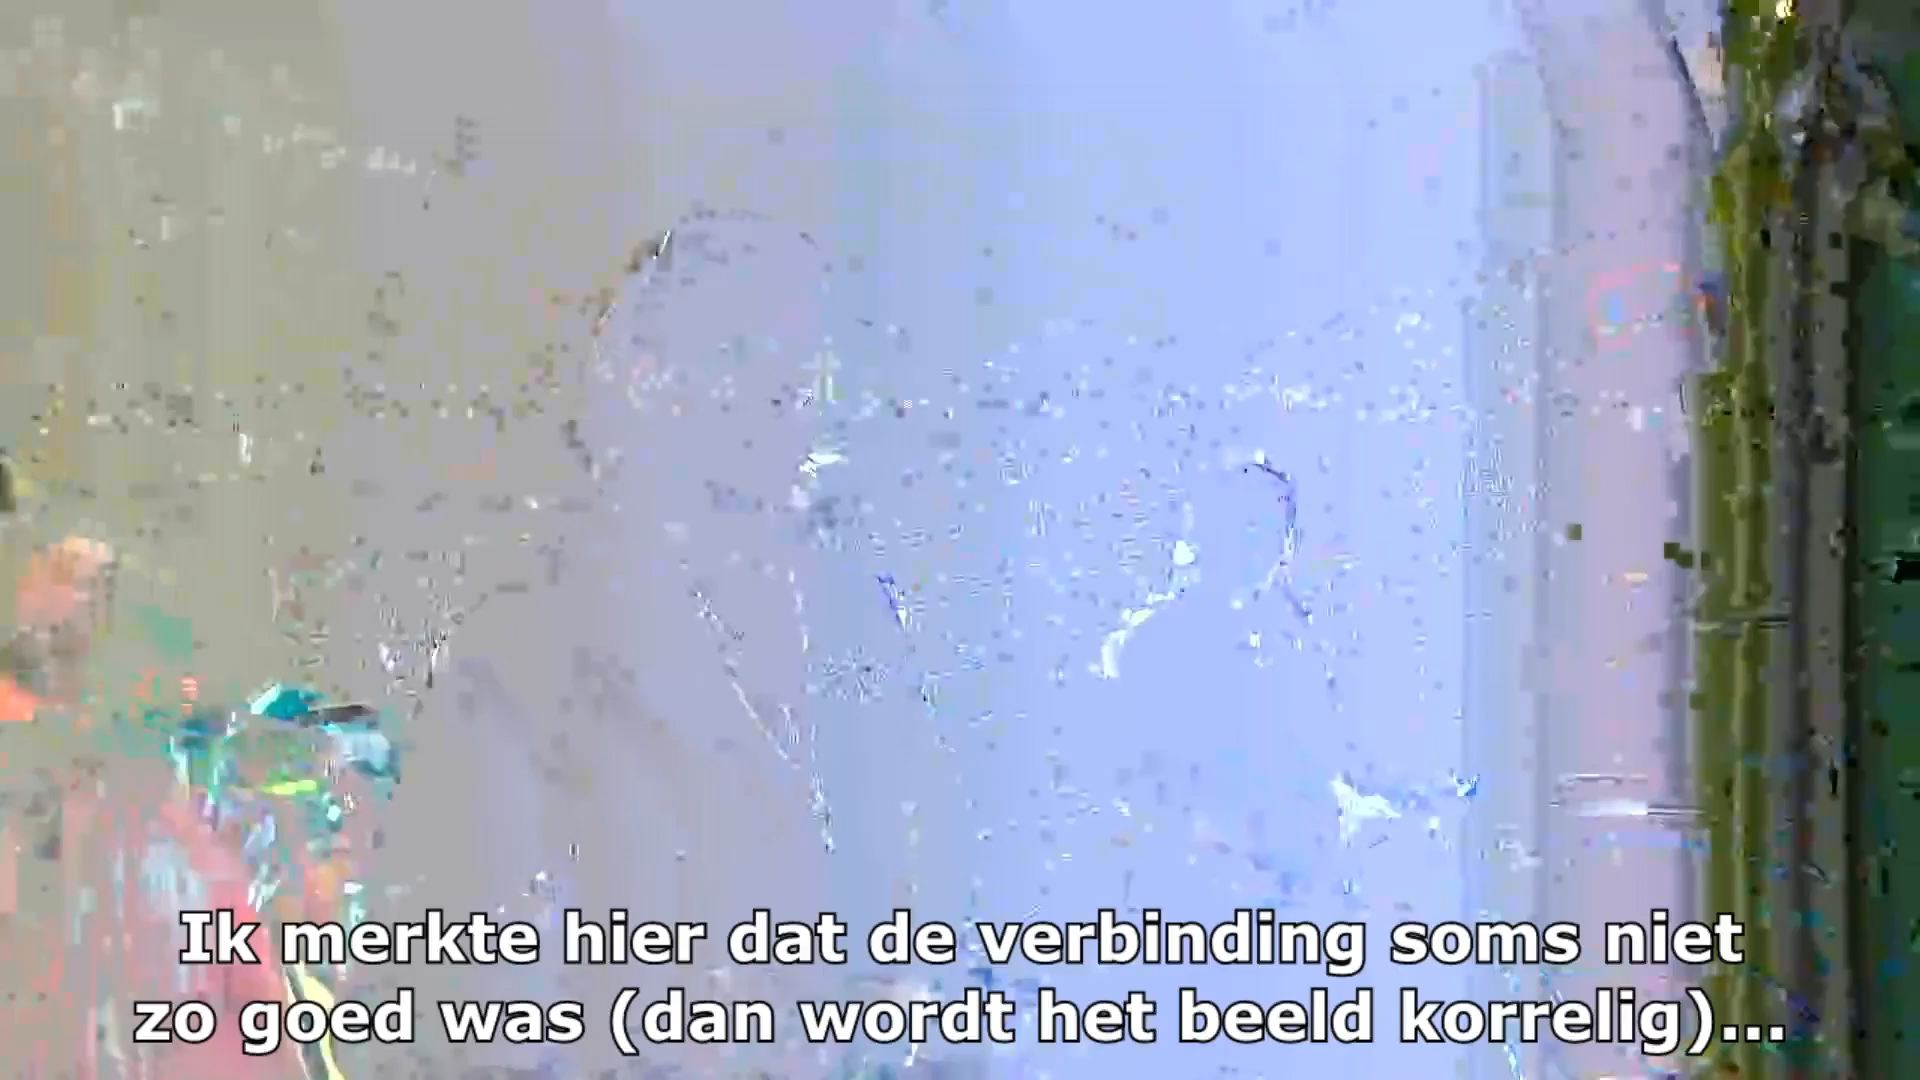 Ik merkte hier dat de verbinding soms niet
zo goed was (dan wordt het beeld korrelig)...